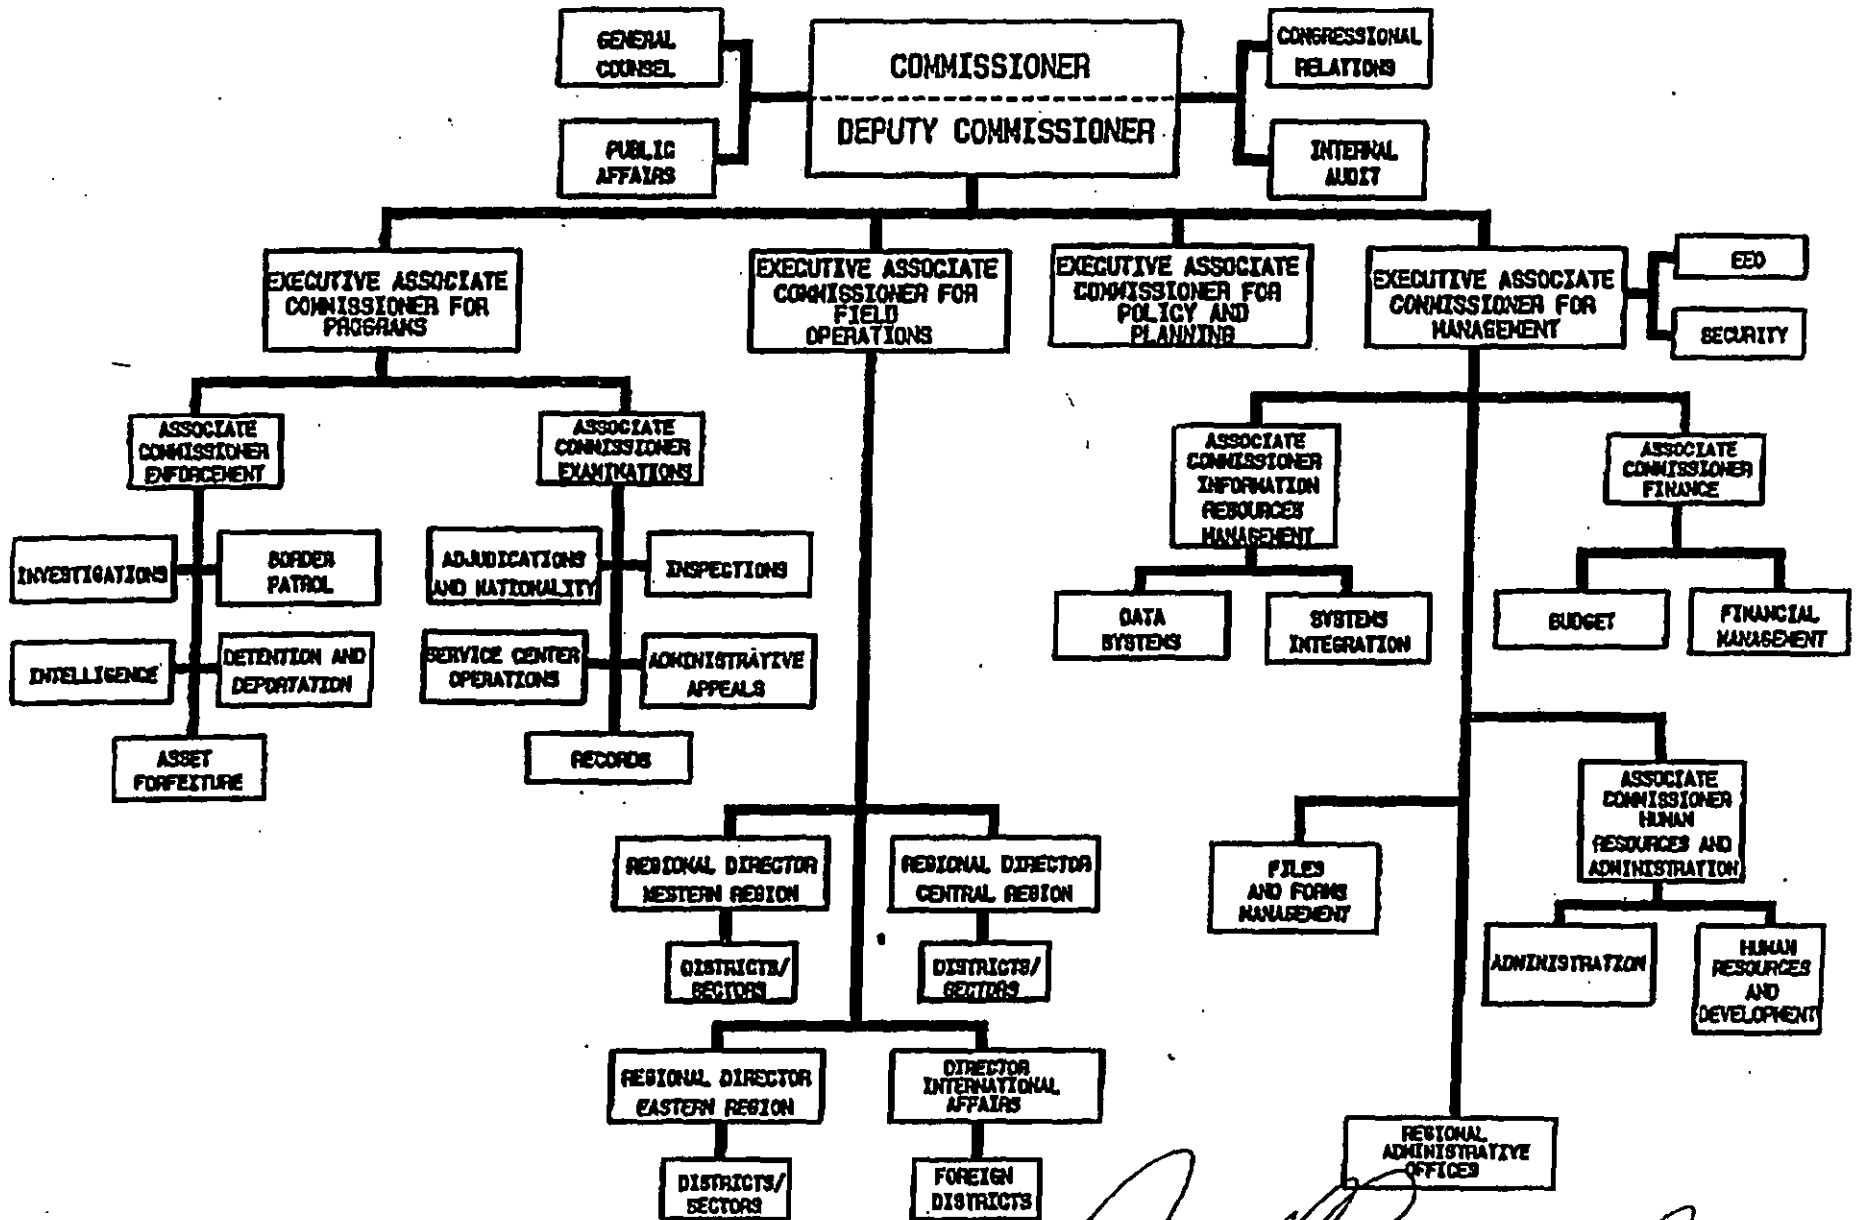 GENERAL
COUNSEL
COMMISSIONER
DEPUTY COMMISSIONER
CONGRESSIONAL
RELATIONS
PUBLIC
AFFAIRS
INTERNAL
AUDIT
EXECUTIVE ASSOCIATE
COMMISSIONER FOR
PROGRAMS
EXECUTIVE ASSOCIATE
COMMISSIONER FOR
FIELD
OPERATIONS
EXECUTIVE ASSOCIATE
COMMISSIONER FOR
POLICY AND
PLANNING
EXECUTIVE ASSOCIATE
COMMISSIONER FOR
MANAGEMENT
EEO
SECURITY
ASSOCIATE
COMMISSIONER
ENFORCEMENT
ASSOCIATE
COMMISSIONER
EXAMINATIONS
ASSOCIATE
COMMISSIONER
INFORMATION
RESOURCES
MANAGEMENT
ASSOCIATE
COMMISSIONER
FINANCE
INVESTIGATIONS
BORDER
PATROL
ADJUDICATIONS
AND NATIONALITY
INSPECTIONS
DATA
SYSTEMS
SYSTEMS
INTEGRATION
BUDGET
FINANCIAL
MANAGEMENT
INTELLIGENCE
DETENTION AND
DEPORTATION
SERVICE CENTER
OPERATIONS
ADMINISTRATIVE
APPEALS
ASSET
FORFEITURE
RECORDS
REGIONAL DIRECTOR
WESTERN REGION
REGIONAL DIRECTOR
CENTRAL REGION
FILES
AND FORMS
MANAGEMENT
ASSOCIATE
COMMISSIONER
HUMAN
RESOURCES AND
ADMINISTRATION
DISTRICTS/
SECTORS
DISTRICTS/
SECTORS
ADMINISTRATION
HUMAN
RESOURCES
AND
DEVELOPMENT
REGIONAL DIRECTOR
EASTERN REGION
DIRECTOR
INTERNATIONAL
AFFAIRS
DISTRICTS/
SECTORS
FOREIGN
DISTRICTS
REGIONAL
ADMINISTRATIVE
OFFICES